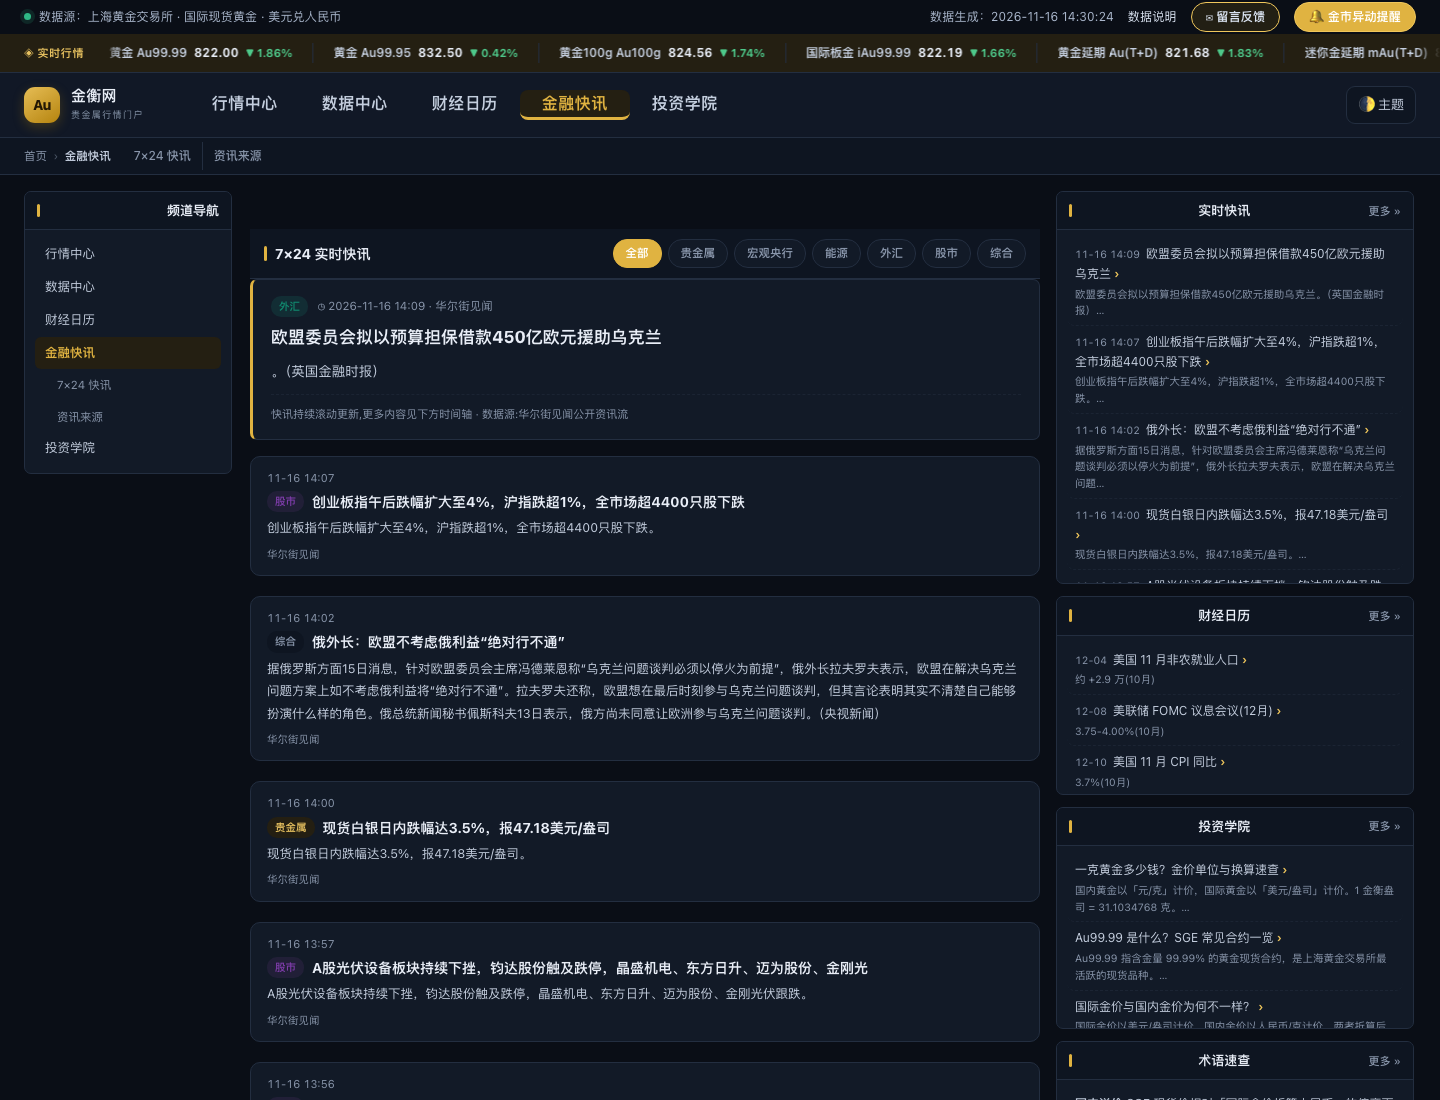 数据源：上海黄金交易所 · 国际现货黄金 · 美元兑人民币
数据生成：2026-11-16 14:30:24 数据说明 ✉ 留言反馈 🔔 金市异动提醒
◈ 实时行情 黄金 Au99.99 822.00 ▼1.86% 黄金 Au99.95 832.50 ▼0.42% 黄金100g Au100g 824.56 ▼1.74% 国际板金 iAu99.99 822.19 ▼1.66% 黄金延期 Au(T+D) 821.68 ▼1.83% 迷你金延期 mAu(T+D)
Au 金衡网
贵金属行情门户
行情中心 数据中心 财经日历 金融快讯 投资学院
🌗 主题
首页 › 金融快讯 7×24 快讯 资讯来源
频道导航
行情中心
数据中心
财经日历
金融快讯
7×24 快讯
资讯来源
投资学院
7×24 实时快讯 全部 贵金属 宏观央行 能源 外汇 股市 综合
外汇 ◷ 2026-11-16 14:09 · 华尔街见闻
欧盟委员会拟以预算担保借款450亿欧元援助乌克兰
。(英国金融时报)
快讯持续滚动更新,更多内容见下方时间轴 · 数据源:华尔街见闻公开资讯流
11-16 14:07
股市 创业板指午后跌幅扩大至4%，沪指跌超1%，全市场超4400只股下跌
创业板指午后跌幅扩大至4%，沪指跌超1%，全市场超4400只股下跌。
华尔街见闻
11-16 14:02
综合 俄外长：欧盟不考虑俄利益“绝对行不通”
据俄罗斯方面15日消息，针对欧盟委员会主席冯德莱恩称“乌克兰问题谈判必须以停火为前提”，俄外长拉夫罗夫表示，欧盟在解决乌克兰
问题方案上如不考虑俄利益将“绝对行不通”。拉夫罗夫还称，欧盟想在最后时刻参与乌克兰问题谈判，但其言论表明其实不清楚自己能够
扮演什么样的角色。俄总统新闻秘书佩斯科夫13日表示，俄方尚未同意让欧洲参与乌克兰问题谈判。(央视新闻)
华尔街见闻
11-16 14:00
贵金属 现货白银日内跌幅达3.5%，报47.18美元/盎司
现货白银日内跌幅达3.5%，报47.18美元/盎司。
华尔街见闻
11-16 13:57
股市 A股光伏设备板块持续下挫，钧达股份触及跌停，晶盛机电、东方日升、迈为股份、金刚光
A股光伏设备板块持续下挫，钧达股份触及跌停，晶盛机电、东方日升、迈为股份、金刚光伏跟跌。
华尔街见闻
11-16 13:56
实时快讯 更多 »
11-16 14:09 欧盟委员会拟以预算担保借款450亿欧元援助
乌克兰 ›
欧盟委员会拟以预算担保借款450亿欧元援助乌克兰。(英国金融时
报) ...
11-16 14:07 创业板指午后跌幅扩大至4%，沪指跌超1%，
全市场超4400只股下跌 ›
创业板指午后跌幅扩大至4%，沪指跌超1%，全市场超4400只股下
跌。...
11-16 14:02 俄外长：欧盟不考虑俄利益“绝对行不通” ›
据俄罗斯方面15日消息，针对欧盟委员会主席冯德莱恩称“乌克兰问
题谈判必须以停火为前提”，俄外长拉夫罗夫表示，欧盟在解决乌克兰
问题...
11-16 14:00 现货白银日内跌幅达3.5%，报47.18美元/盎司
›
现货白银日内跌幅达3.5%，报47.18美元/盎司。...
财经日历 更多 »
12-04 美国 11 月非农就业人口 ›
约 +2.9 万(10月)
12-08 美联储 FOMC 议息会议(12月) ›
3.75-4.00%(10月)
12-10 美国 11 月 CPI 同比 ›
3.7%(10月)
投资学院 更多 »
一克黄金多少钱？金价单位与换算速查 ›
国内黄金以「元/克」计价，国际黄金以「美元/盎司」计价。1 金衡盎
司 = 31.1034768 克。...
Au99.99 是什么？SGE 常见合约一览 ›
Au99.99 指含金量 99.99% 的黄金现货合约，是上海黄金交易所最
活跃的现货品种。...
国际金价与国内金价为何不一样？ ›
国际金价以美元/盎司计价，国内金价以人民币/克计价，两者折算后
术语速查 更多 »